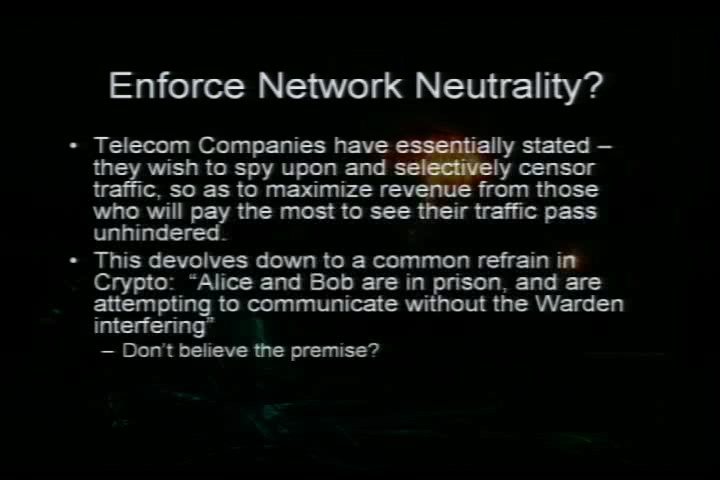 Enforce Network Neutrality?
• Telecom Companies have essentially stated –
they wish to spy upon and selectively censor
traffic, so as to maximize revenue from those
who will pay the most to see their traffic pass
unhindered.
• This devolves down to a common refrain in
Crypto: “Alice and Bob are in prison, and are
attempting to communicate without the Warden
interfering”
– Don’t believe the premise?